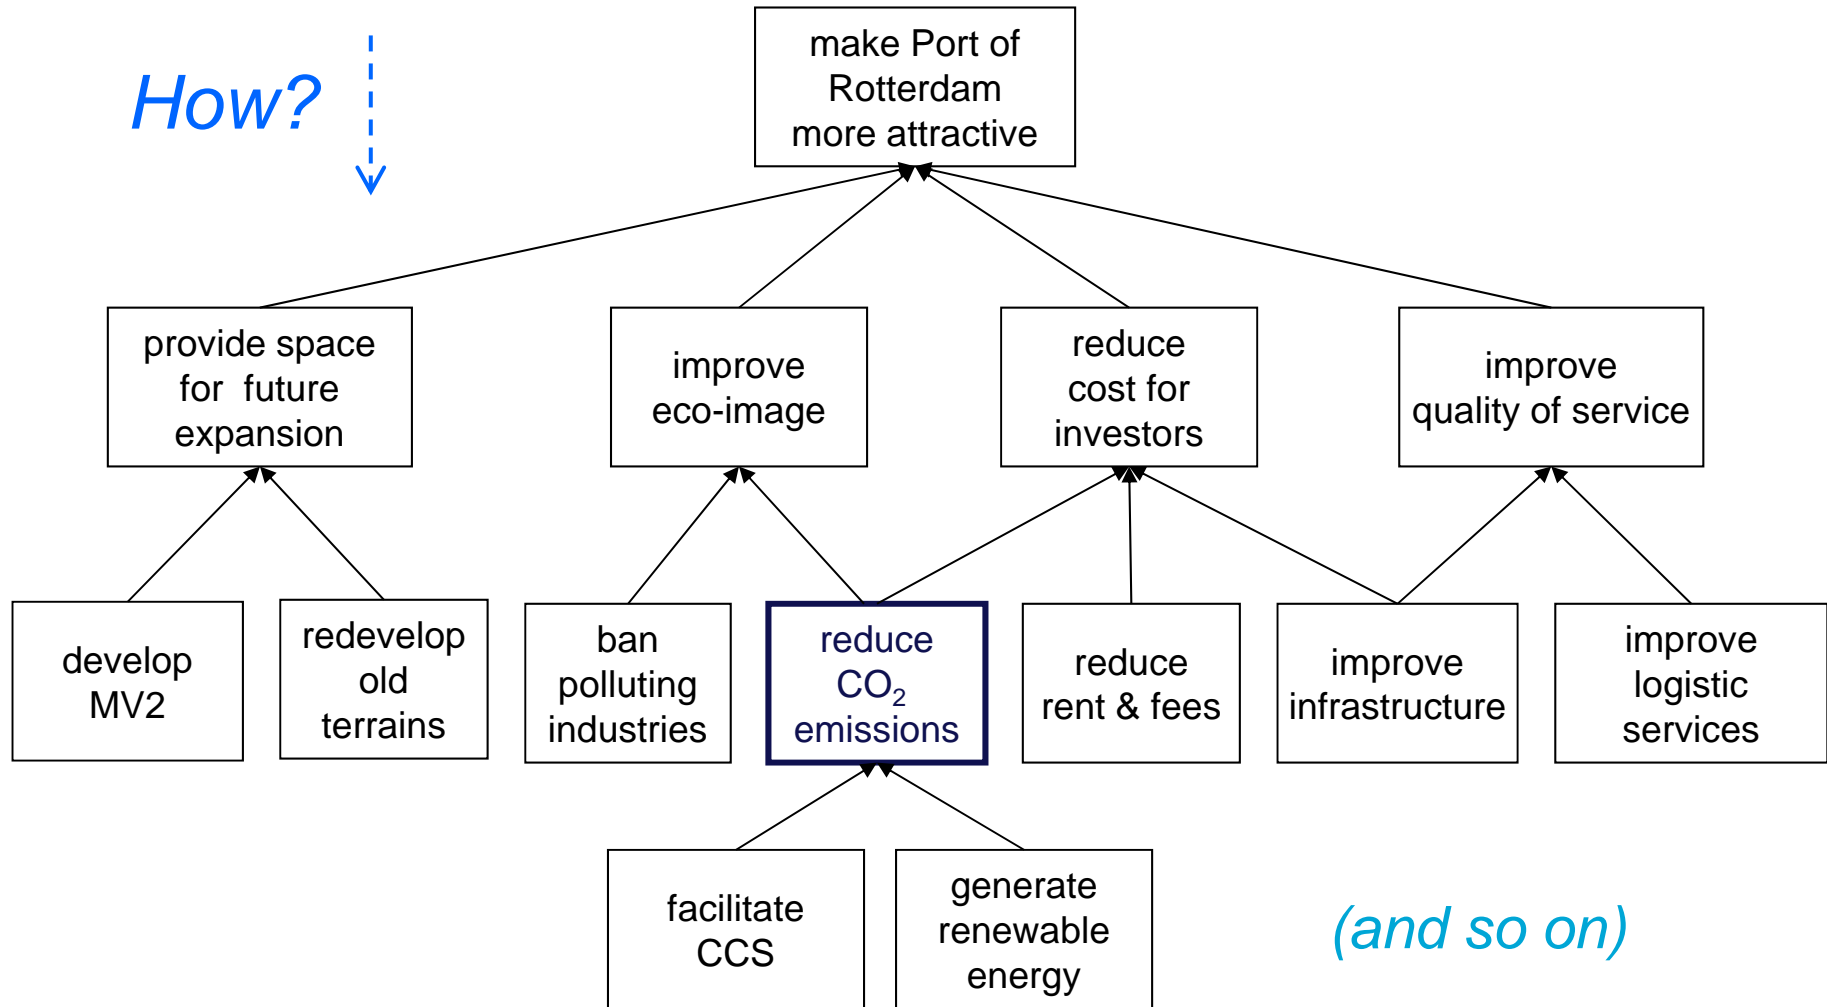 make Port of
Rotterdam
more attractive
How?
provide space
for future
expansion
improve
eco-image
reduce
cost for
investors
improve
quality of service
develop
MV2
redevelop
old
terrains
ban
polluting
industries
reduce
CO₂
emissions
reduce
rent & fees
improve
infrastructure
improve
logistic
services
facilitate
CCS
generate
renewable
energy
(and so on)